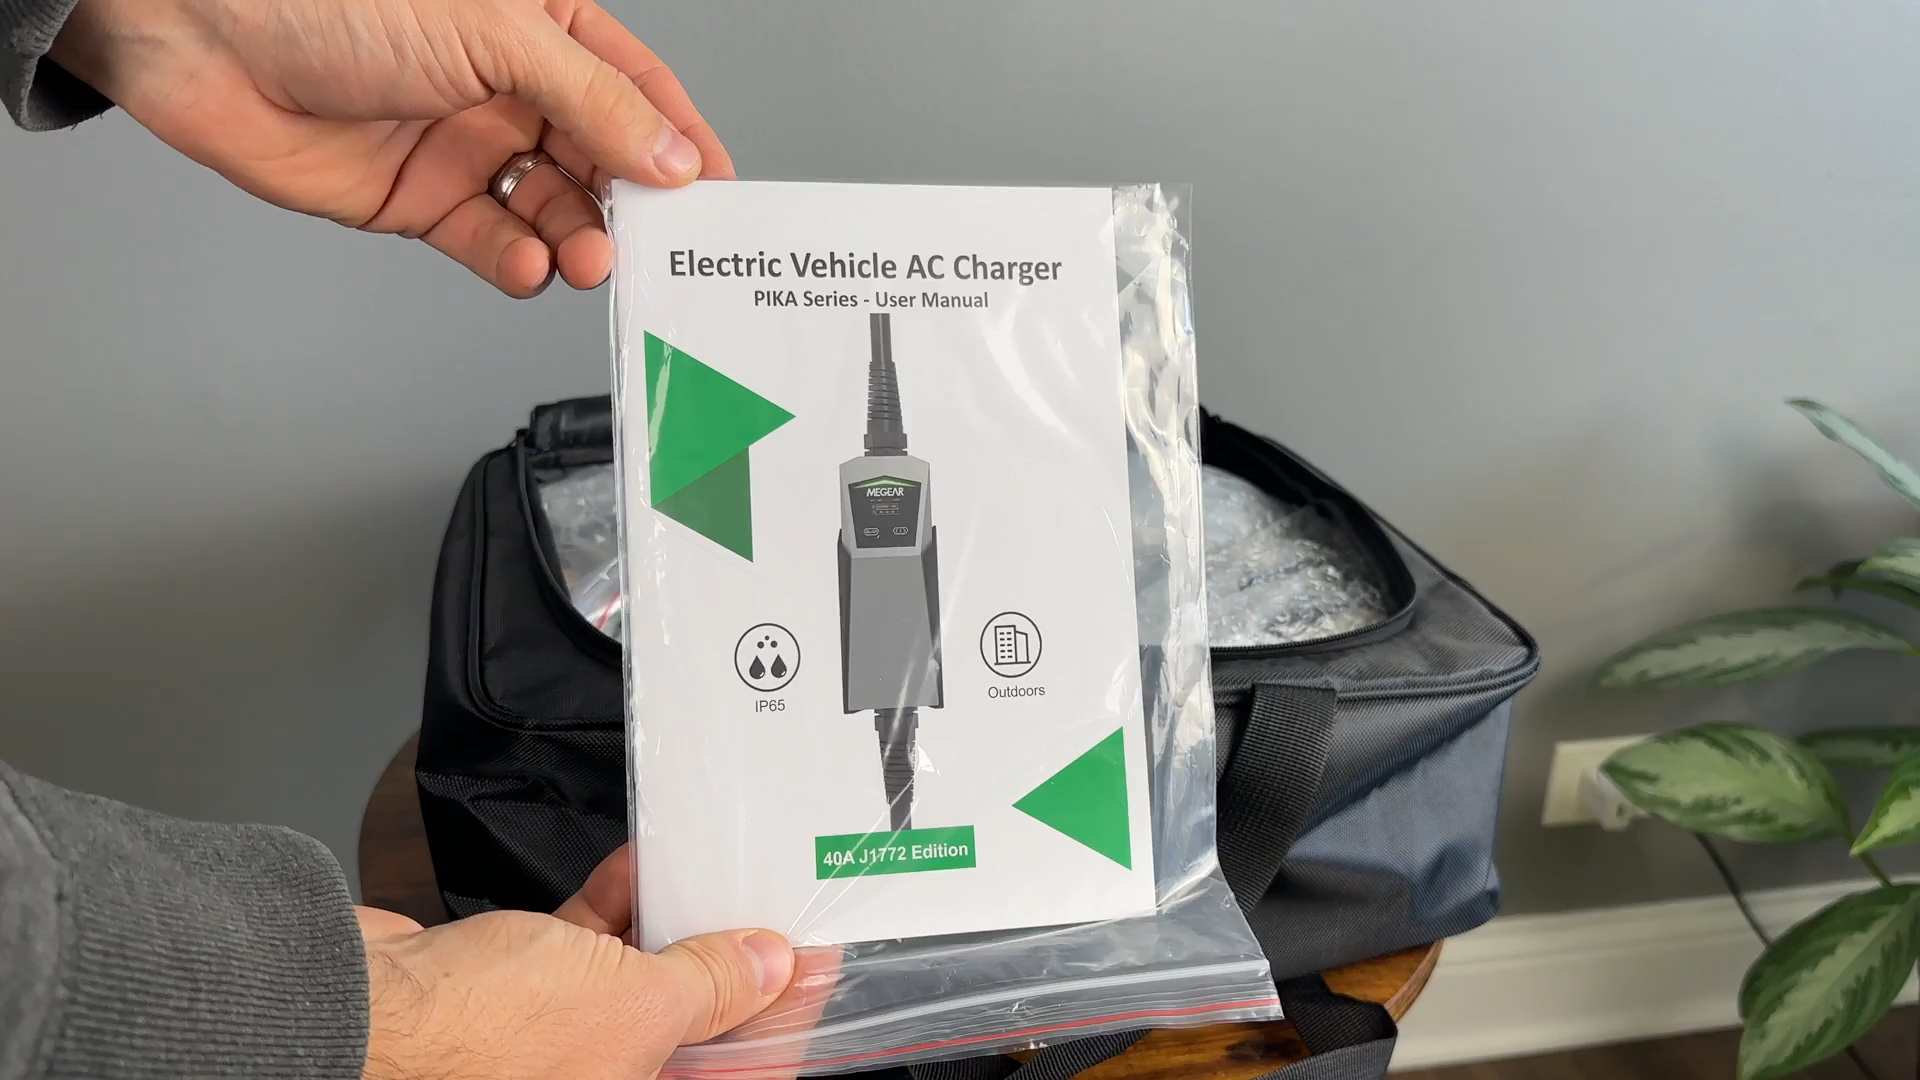 Electric Vehicle AC Charger
PIKA Series - User Manual
MEGEAR
IP65
Outdoors
40A J1772 Edition